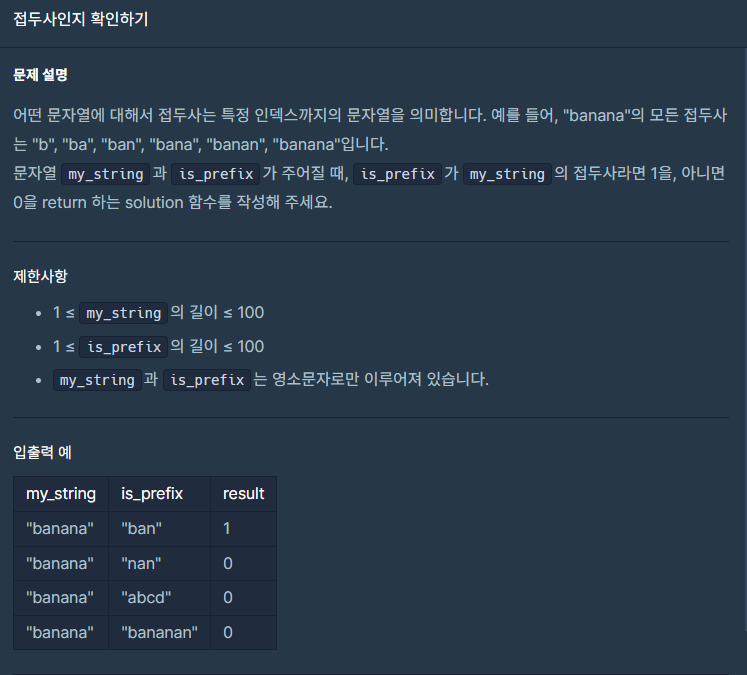 접두사인지 확인하기
문제 설명
어떤 문자열에 대해서 접두사는 특정 인덱스까지의 문자열을 의미합니다. 예를 들어, "banana"의 모든 접두사
는 "b", "ba", "ban", "bana", "banan", "banana"입니다.
문자열 my_string 과 is_prefix 가 주어질 때, is_prefix 가 my_string 의 접두사라면 1을, 아니면
0을 return 하는 solution 함수를 작성해 주세요.
제한사항
• 1 ≤ my_string 의 길이 ≤ 100
• 1 ≤ is_prefix 의 길이 ≤ 100
• my_string 과 is_prefix 는 영소문자로만 이루어져 있습니다.
입출력 예
my_string is_prefix result
"banana" "ban" 1
"banana" "nan" 0
"banana" "abcd" 0
"banana" "bananan" 0